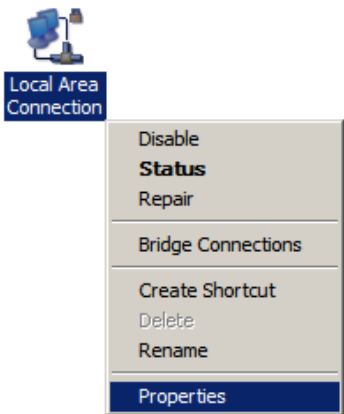 Local Area
Connection
Disable
Status
Repair
Bridge Connections
Create Shortcut
Delete
Rename
Properties